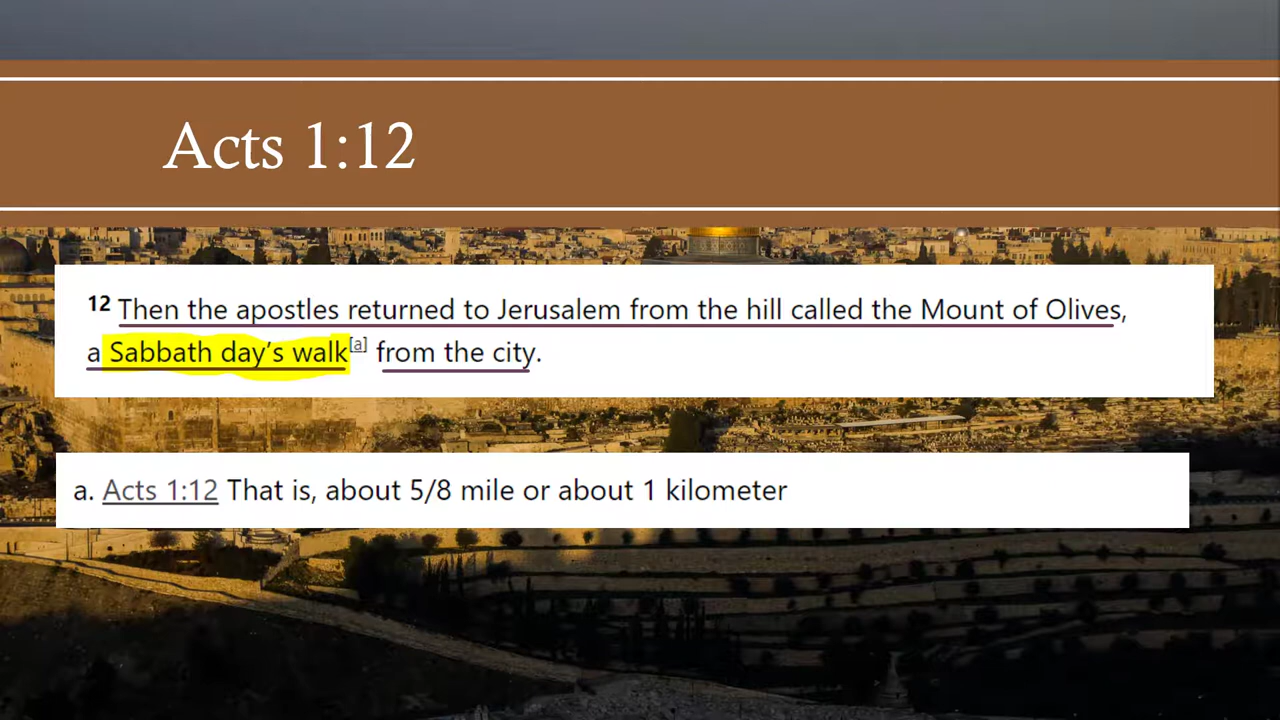 Acts 1:12
12 Then the apostles returned to Jerusalem from the hill called the Mount of Olives,
a Sabbath day’s walk[a] from the city.
a. Acts 1:12 That is, about 5/8 mile or about 1 kilometer